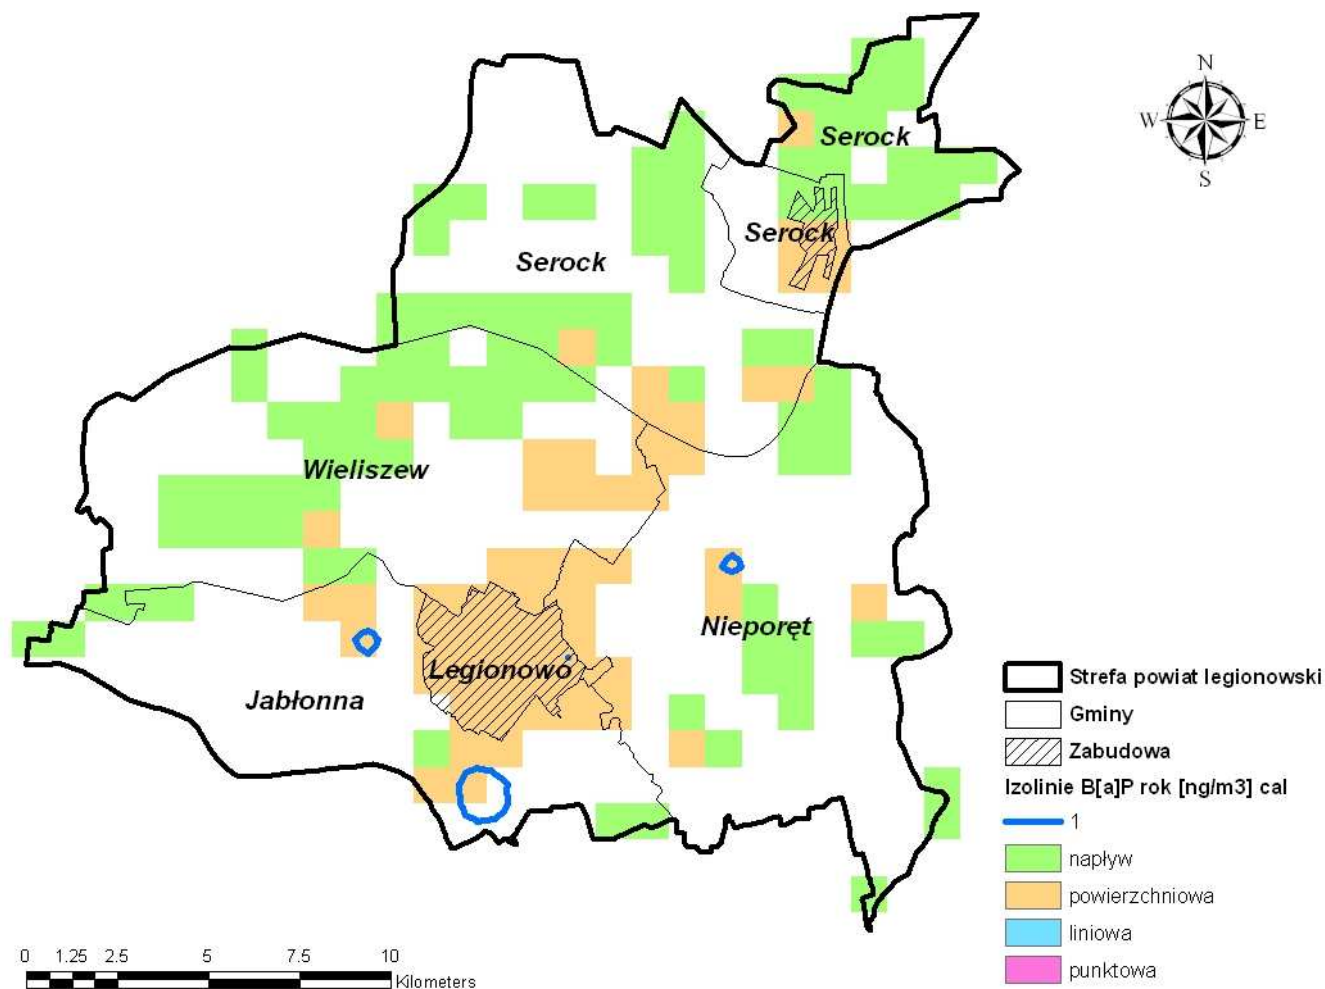 N
W E
S
Serock
Serock
Serock
Wieliszew
Nieporęt
Legionowo
Jabłonna
Strefa powiat legionowski
Gminy
Zabudowa
Izolinie B[a]P rok [ng/m3] cal
1
napływ
powierzchniowa
liniowa
punktowa
0 1.25 2.5 5 7.5 10
Kilometers